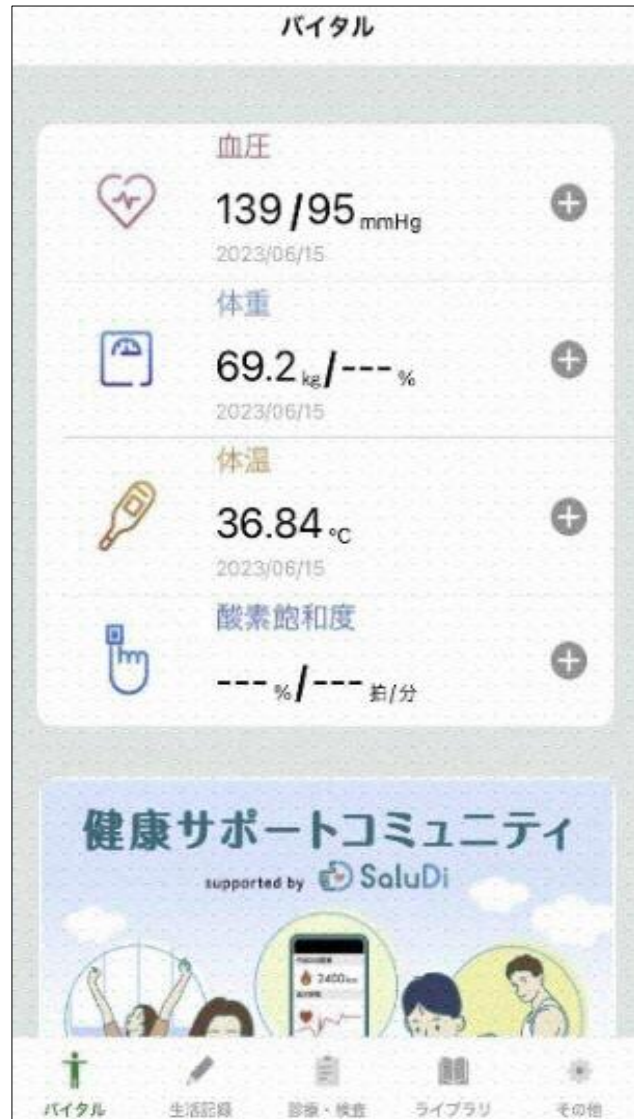 バイタル
血圧
139/95 mmHg
2023/06/15
体重
69.2 kg/--- %
2023/06/15
体温
36.84 °C
2023/06/15
酸素飽和度
--- %/--- 拍/分
健康サポートコミュニティ
supported by SaluDi
2400
バイタル 生活記録 診療・検査 ライブラリ その他